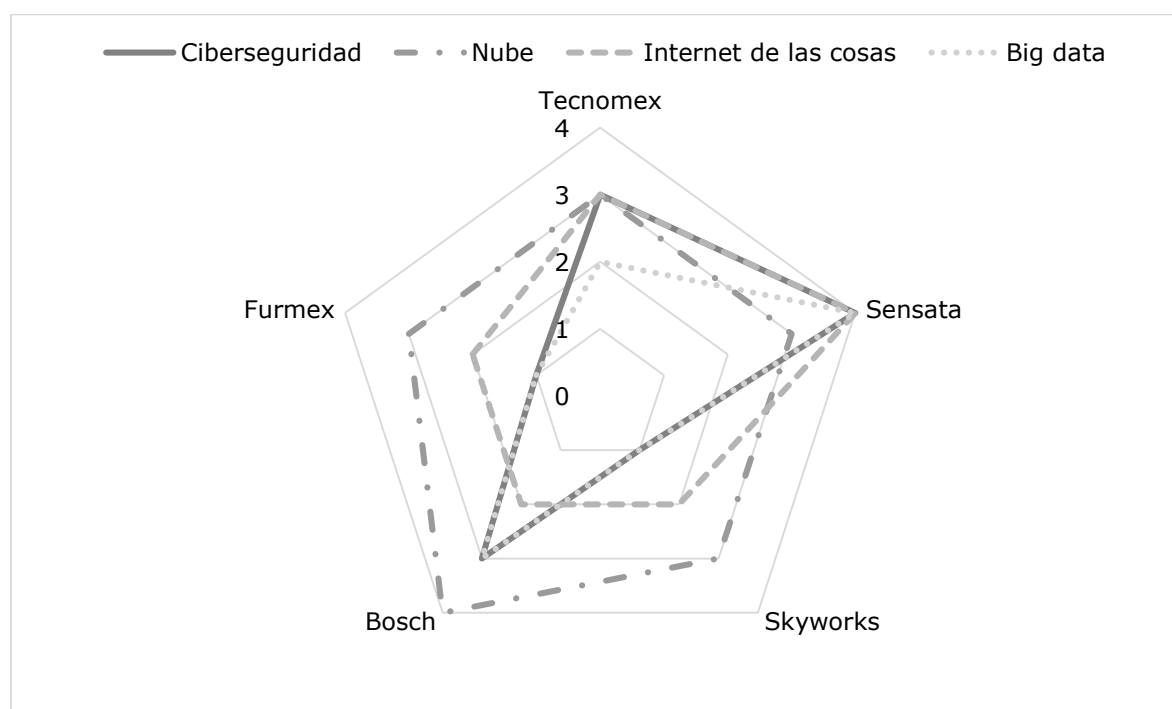 Ciberseguridad Nube Internet de las cosas Big data
Tecnomex
4
3
2
1
0
Furmex
Sensata
Bosch
Skyworks